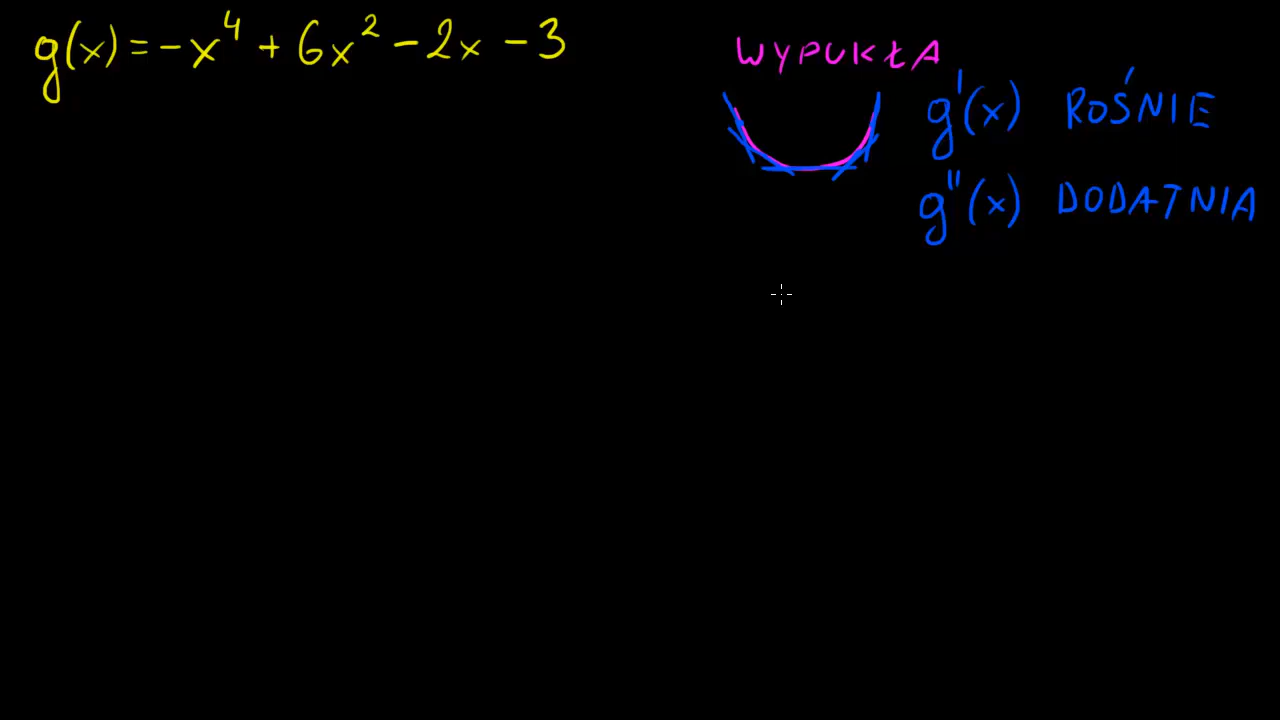 g(x) = -x⁴ + 6x² - 2x - 3
WYPUKŁA
g'(x) ROŚNIE
g''(x) DODATNIA